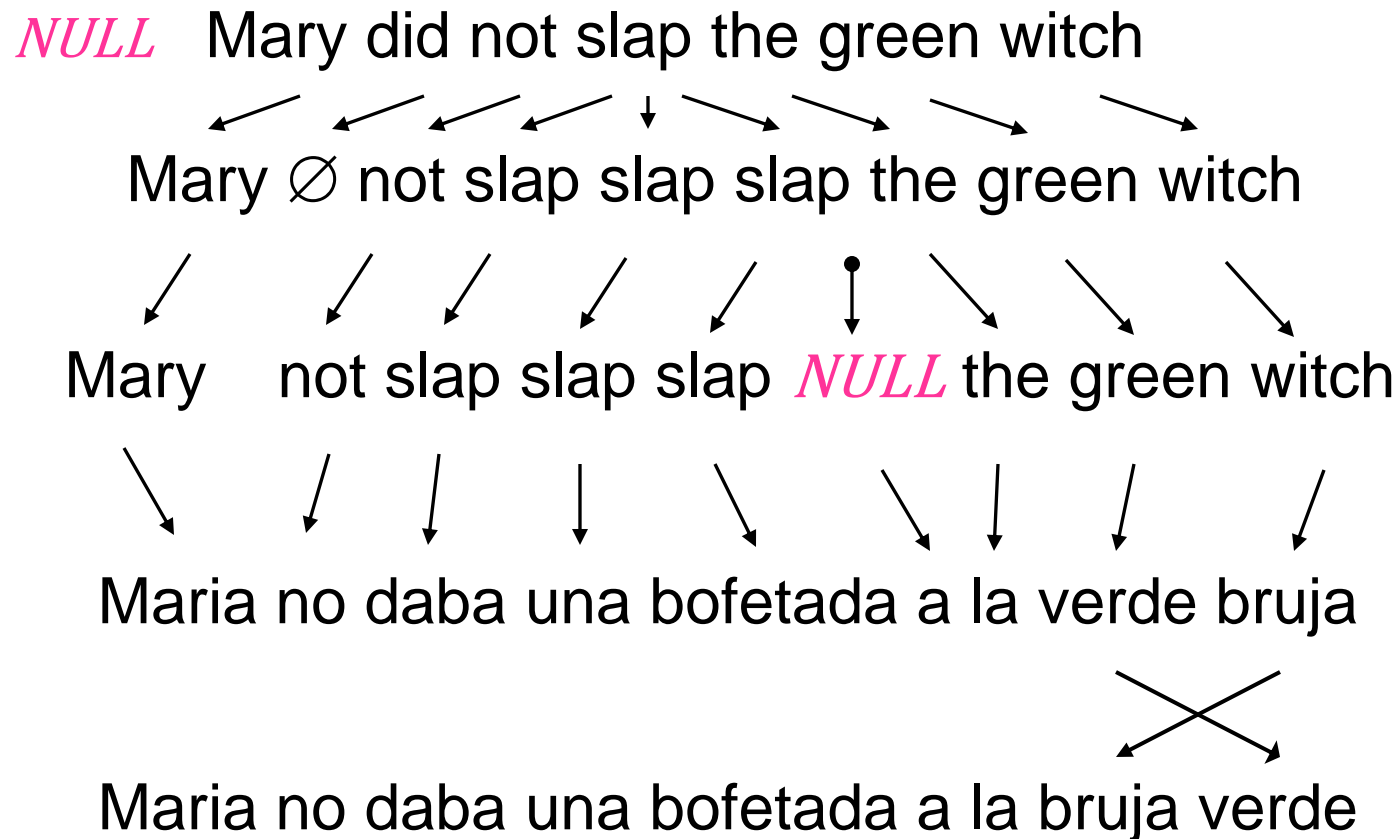 NULL Mary did not slap the green witch
Mary ∅ not slap slap slap the green witch
Mary not slap slap slap NULL the green witch
Maria no daba una bofetada a la verde bruja
Maria no daba una bofetada a la bruja verde